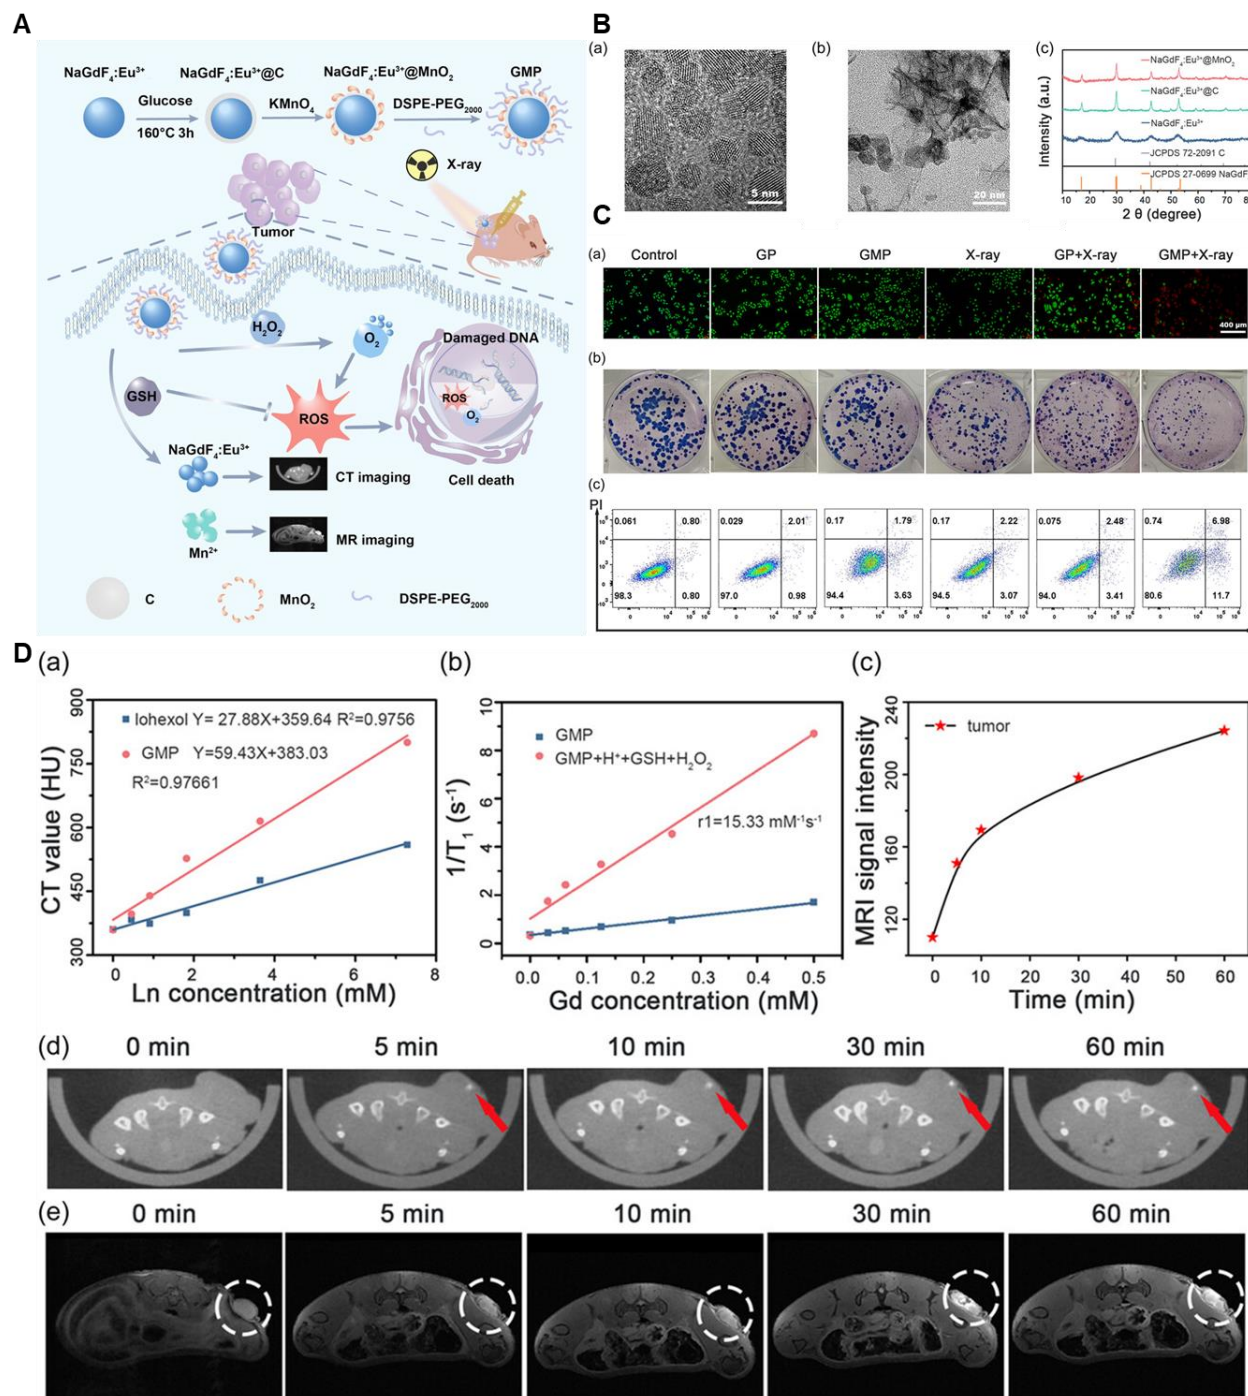 A
NaGdF₄:Eu³⁺
NaGdF₄:Eu³⁺@C
NaGdF₄:Eu³⁺@MnO₂
GMP
Glucose
160°C 3h
KMnO₄
DSPE-PEG₂₀₀₀
X-ray
Tumor
H₂O₂
O₂
Damaged DNA
GSH
ROS
ROS
O₂
NaGdF₄:Eu³⁺
CT imaging
Cell death
Mn²⁺
MR imaging
C
MnO₂
DSPE-PEG₂₀₀₀
B
(a)
5 nm
(b)
20 nm
(c)
Intensity (a.u.)
NaGdF₄:Eu³⁺@MnO₂
NaGdF₄:Eu³⁺@C
NaGdF₄:Eu³⁺
JCPDS 72-2091 C
JCPDS 27-0699 NaGdF
10 20 30 40 50 60 70 80
2 θ (degree)
C
(a)
Control GP GMP X-ray GP+X-ray GMP+X-ray
400 μm
(b)
(c)
PI
0.061 0.80 0.029 2.01 0.17 1.79 0.17 2.22 0.075 2.48 0.74 6.98
98.3 0.80 97.0 0.98 94.4 3.63 94.5 3.07 94.0 3.41 80.6 11.7
D
(a)
CT value (HU)
900
750
600
450
300
Iohexol Y= 27.88X+359.64 R²=0.9756
GMP Y=59.43X+383.03
R²=0.97661
0 2 4 6 8
Ln concentration (mM)
(b)
1/T₁ (s⁻¹)
10
8
6
4
2
0
GMP
GMP+H⁺+GSH+H₂O₂
r1=15.33 mM⁻¹s⁻¹
0.0 0.1 0.2 0.3 0.4 0.5
Gd concentration (mM)
(c)
MRI signal intensity
240
200
160
120
tumor
0 10 20 30 40 50 60
Time (min)
(d)
0 min 5 min 10 min 30 min 60 min
(e)
0 min 5 min 10 min 30 min 60 min